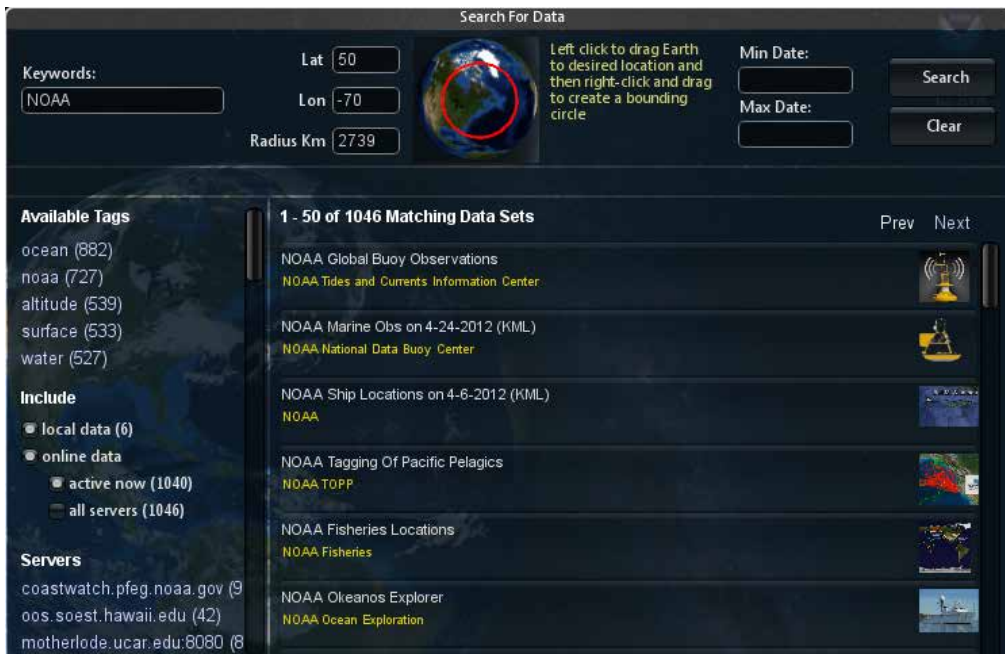 Search For Data
Keywords:
NOAA
Lat 50
Lon -70
Radius Km 2739
Left click to drag Earth
to desired location and
then right-click and drag
to create a bounding
circle
Min Date:
Max Date:
Search
Clear
Available Tags
ocean (882)
noaa (727)
altitude (539)
surface (533)
water (527)
Include
local data (6)
online data
active now (1040)
all servers (1046)
Servers
coastwatch.pfeg.noaa.gov (9
oos.soest.hawaii.edu (42)
motherlode.ucar.edu:8080 (8
1 - 50 of 1046 Matching Data Sets
Prev Next
NOAA Global Buoy Observations
NOAA Tides and Currents Information Center
NOAA Marine Obs on 4-24-2012 (KML)
NOAA National Data Buoy Center
NOAA Ship Locations on 4-6-2012 (KML)
NOAA
NOAA Tagging Of Pacific Pelagics
NOAA TOPP
NOAA Fisheries Locations
NOAA Fisheries
NOAA Okeanos Explorer
NOAA Ocean Exploration